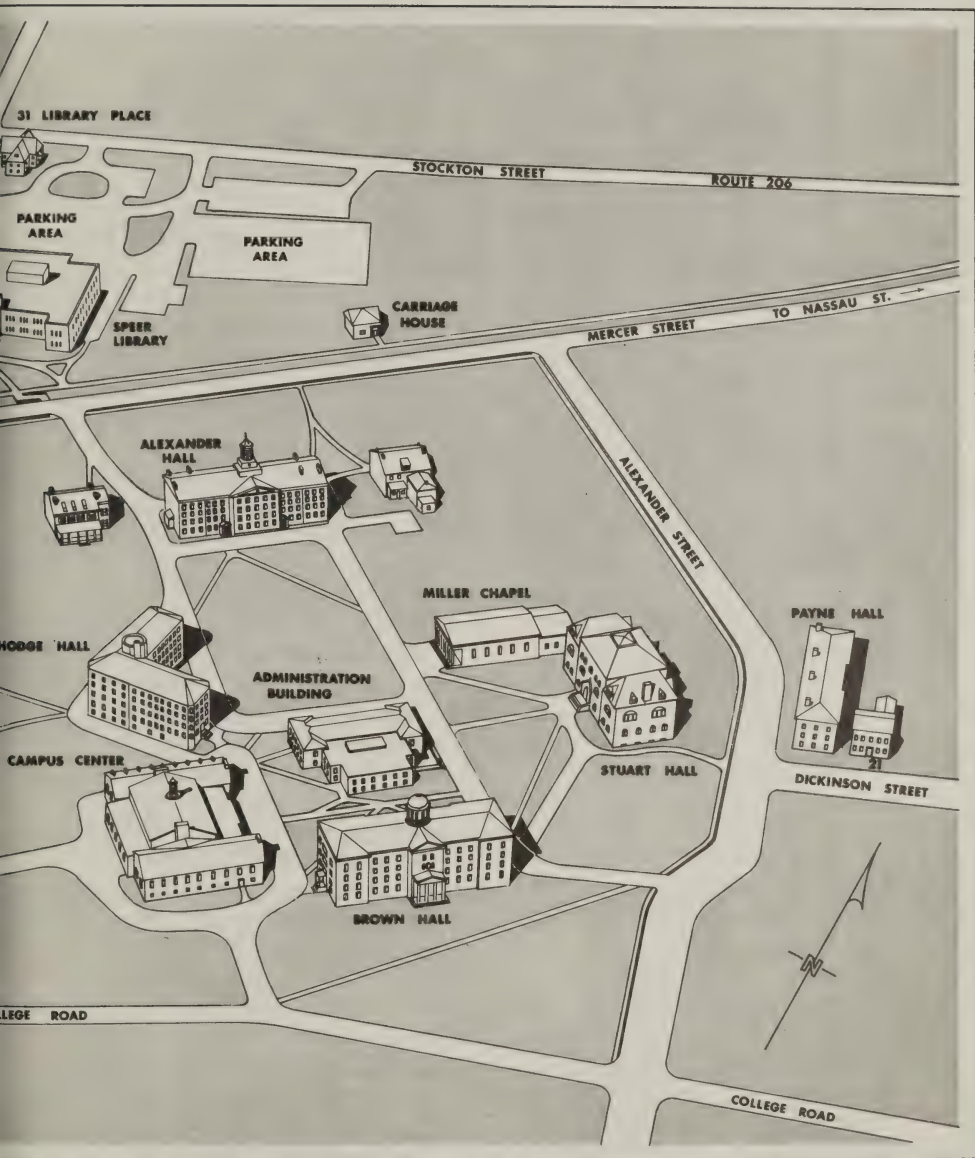 31 LIBRARY PLACE
STOCKTON STREET
ROUTE 206
PARKING
AREA
PARKING
AREA
SPEER
LIBRARY
CARRIAGE
HOUSE
MERCER STREET
TO NASSAU ST.
ALEXANDER
HALL
ALEXANDER STREET
MILLER CHAPEL
PAYNE HALL
HODGE HALL
ADMINISTRATION
BUILDING
CAMPUS CENTER
STUART HALL
21
DICKINSON STREET
BROWN HALL
N
LLEGE ROAD
COLLEGE ROAD